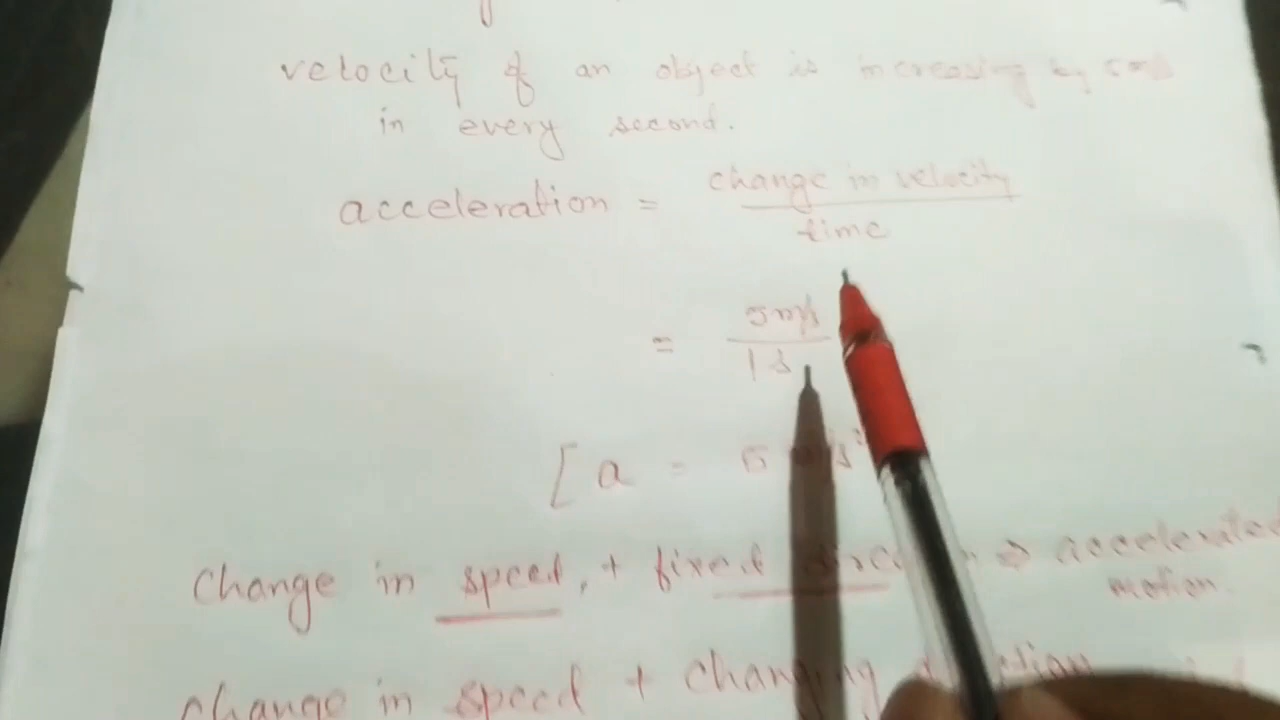 velocity of an object is increasing by 5m/s
in every second.
acceleration = change in velocity
time
= 5m/s
1s
[ a = 5 m/s²
change in speed, + fixed direction ⇒ accelerated
motion.
change in speed + changing direction